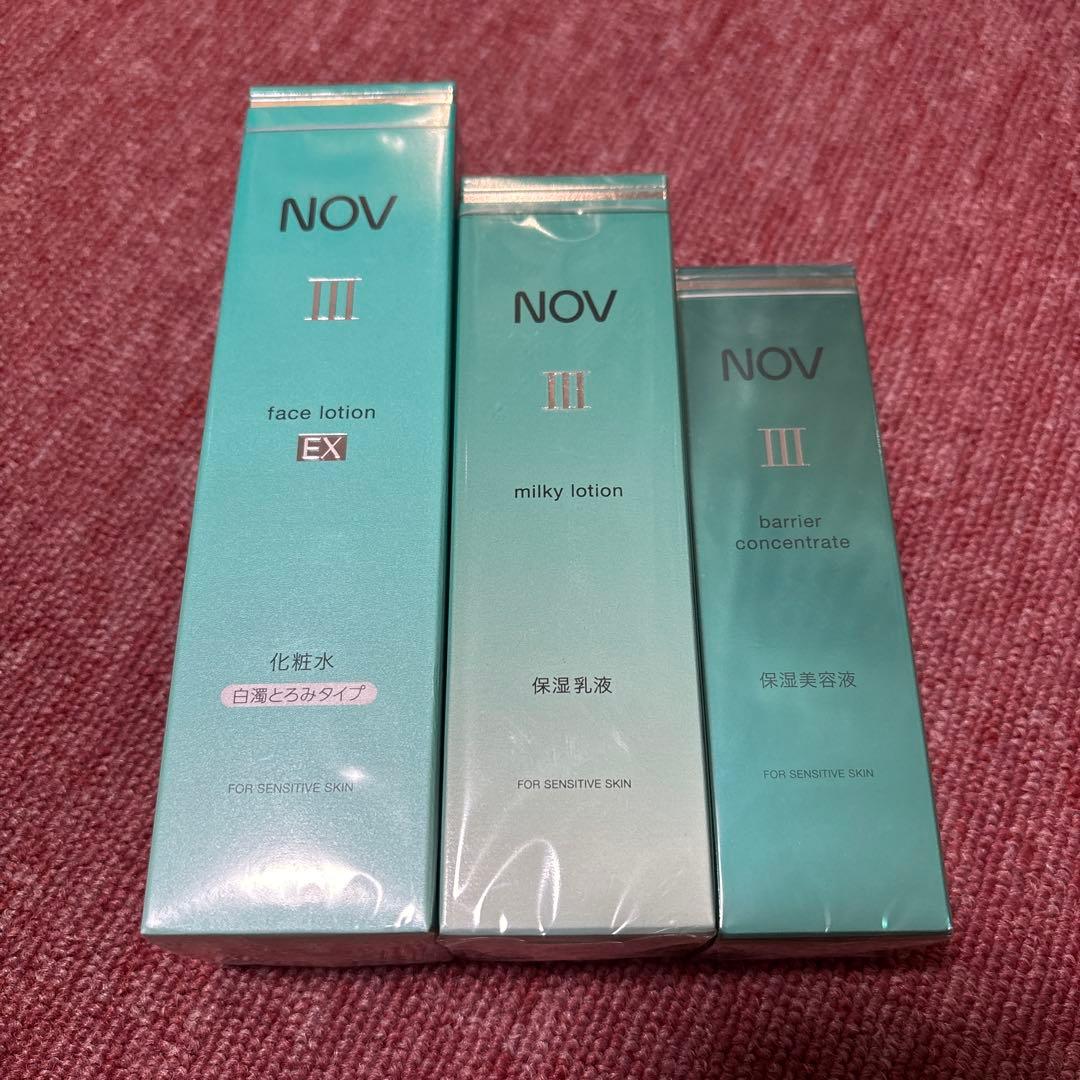 NOV
III
face lotion
EX
化粧水
白濁とろみタイプ
FOR SENSITIVE SKIN
NOV
III
milky lotion
保湿乳液
FOR SENSITIVE SKIN
NOV
III
barrier
concentrate
保湿美容液
FOR SENSITIVE SKIN